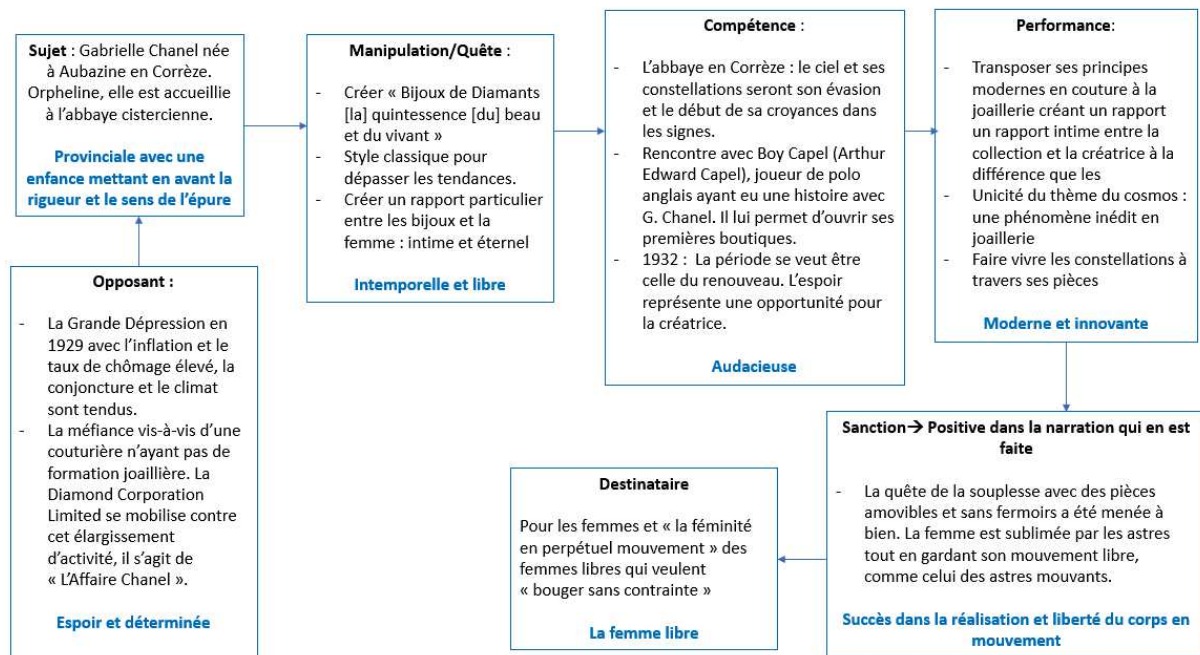 Sujet : Gabrielle Chanel née
à Aubazine en Corrèze.
Orpheline, elle est accueillie
à l'abbaye cistercienne.
Provinciale avec une
enfance mettant en avant la
rigueur et le sens de l'épure
Manipulation/Quête :
- Créer « Bijoux de Diamants
[la] quintessence [du] beau
et du vivant »
- Style classique pour
dépasser les tendances.
- Créer un rapport particulier
entre les bijoux et la
femme : intime et éternel
Intemporelle et libre
Compétence :
- L'abbaye en Corrèze : le ciel et ses
constellations seront son évasion
et le début de sa croyances dans
les signes.
- Rencontre avec Boy Capel (Arthur
Edward Capel), joueur de polo
anglais ayant eu une histoire avec
G. Chanel. Il lui permet d'ouvrir ses
premières boutiques.
- 1932 : La période se veut être
celle du renouveau. L'espoir
représente une opportunité pour
la créatrice.
Audacieuse
Performance:
- Transposer ses principes
modernes en couture à la
joaillerie créant un rapport
un rapport intime entre la
collection et la créatrice à la
différence que les
- Unicité du thème du cosmos :
une phénomène inédit en
joaillerie
- Faire vivre les constellations à
travers ses pièces
Moderne et innovante
Opposant :
- La Grande Dépression en
1929 avec l'inflation et le
taux de chômage élevé, la
conjoncture et le climat
sont tendus.
- La méfiance vis-à-vis d'une
couturière n'ayant pas de
formation joaillière. La
Diamond Corporation
Limited se mobilise contre
cet élargissement
d'activité, il s'agit de
« L'Affaire Chanel ».
Espoir et déterminée
Destinataire
Pour les femmes et « la féminité
en perpétuel mouvement » des
femmes libres qui veulent
« bouger sans contrainte »
La femme libre
Sanction→ Positive dans la narration qui en est
faite
- La quête de la souplesse avec des pièces
amovibles et sans fermoirs a été menée à
bien. La femme est sublimée par les astres
tout en gardant son mouvement libre,
comme celui des astres mouvants.
Succès dans la réalisation et liberté du corps en
mouvement